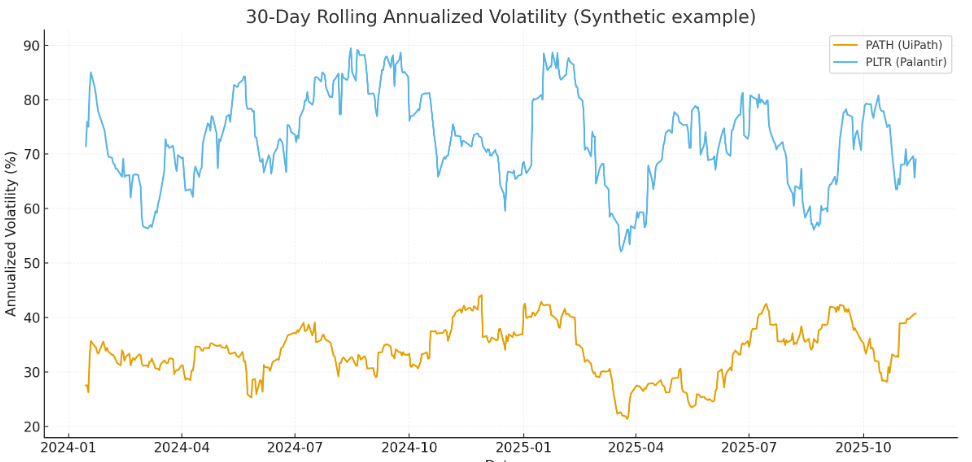 30-Day Rolling Annualized Volatility (Synthetic example)
PATH (UiPath)
PLTR (Palantir)
Annualized Volatility (%)
90
80
70
60
50
40
30
20
2024-01 2024-04 2024-07 2024-10 2025-01 2025-04 2025-07 2025-10